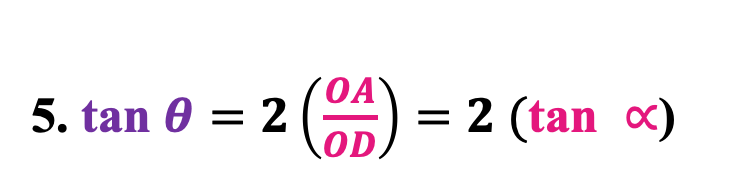 5. tan θ = 2 (OA/OD) = 2 (tan ∝)